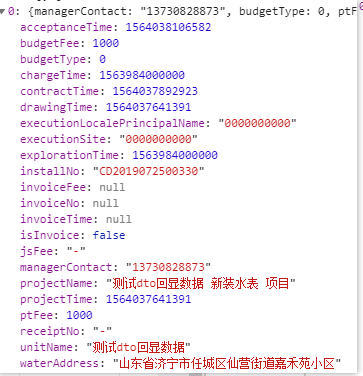 ▼0: {managerContact: "13730828873", budgetType: 0, ptF
acceptanceTime: 1564038106582
budgetFee: 1000
budgetType: 0
chargeTime: 1563984000000
contractTime: 1564037892923
drawingTime: 1564037641391
executionLocalePrincipalName: "0000000000"
executionSite: "0000000000"
explorationTime: 1563984000000
installNo: "CD2019072500330"
invoiceFee: null
invoiceNo: null
invoiceTime: null
isInvoice: false
jsFee: "-"
managerContact: "13730828873"
projectName: "测试dto回显数据 新装水表 项目"
projectTime: 1564037641391
ptFee: 1000
receiptNo: "-"
unitName: "测试dto回显数据"
waterAddress: "山东省济宁市任城区仙营街道嘉禾苑小区"